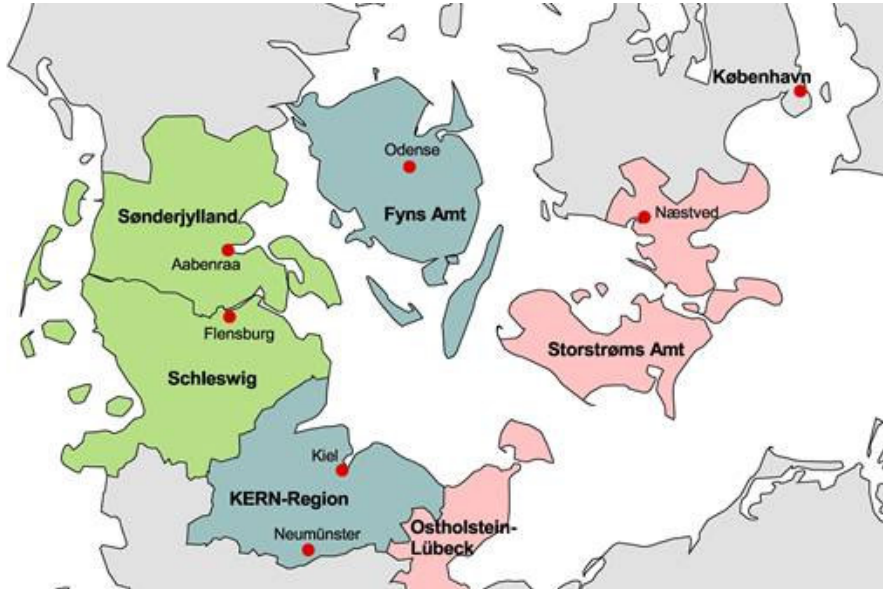 København
Odense
Næstved
Fyns Amt
Sønderjylland
Aabenraa
Flensburg
Storstrøms Amt
Schleswig
Kiel
KERN-Region
Ostholstein-
Lübeck
Neumünster